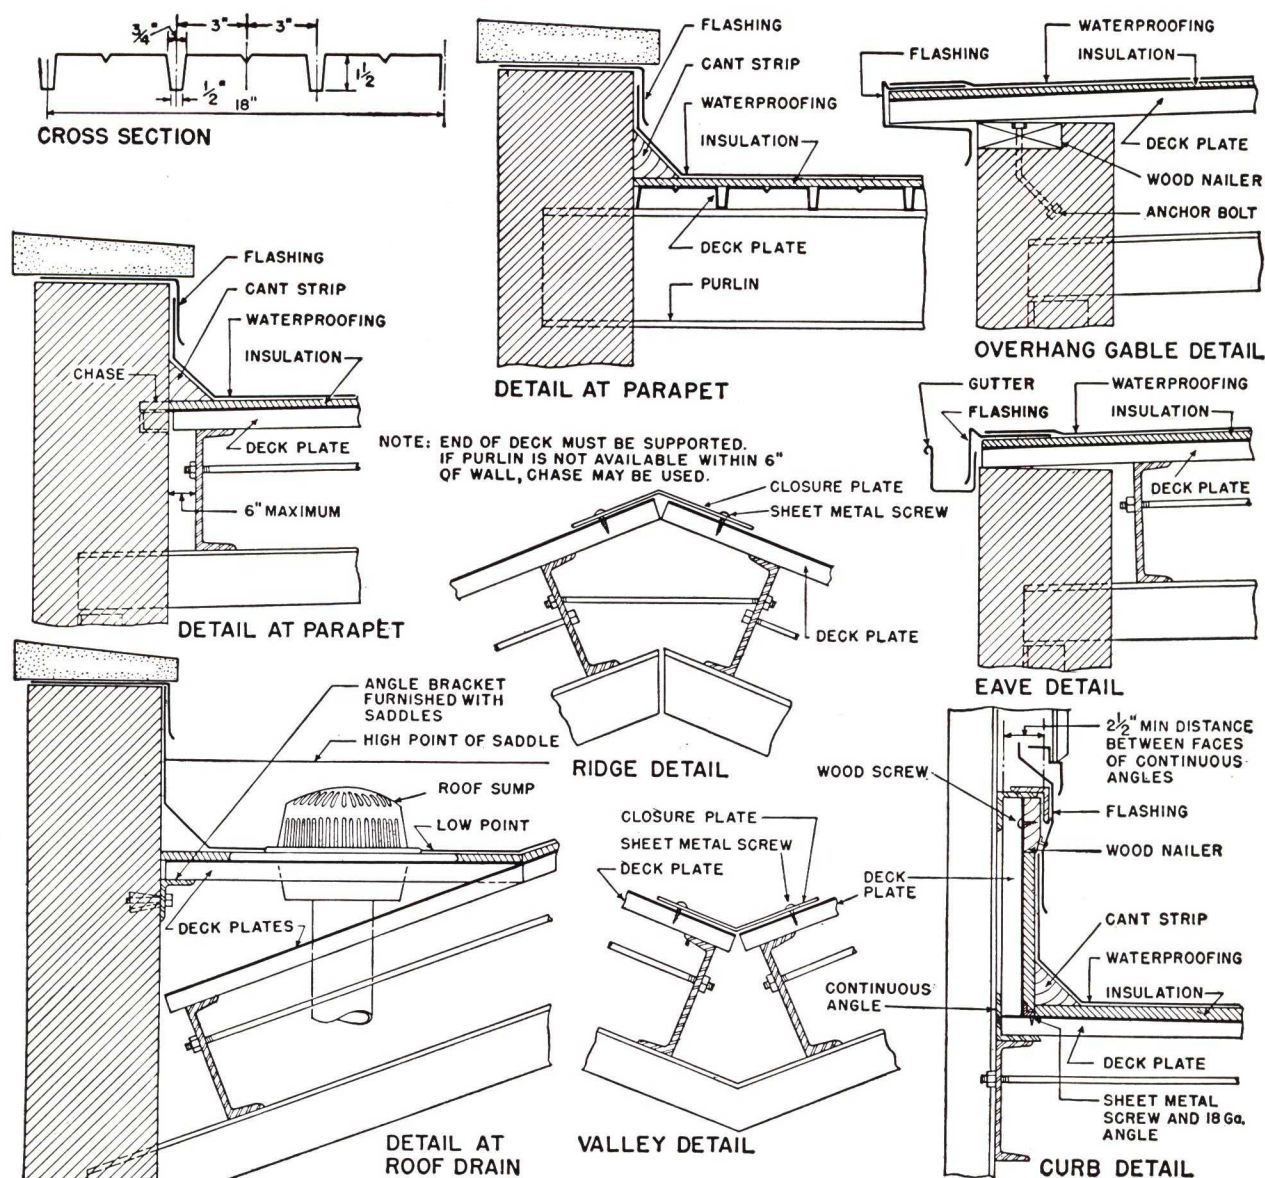 3/4"
3"
3"
1 1/2
1/2"
18"
CROSS SECTION
FLASHING
CANT STRIP
WATERPROOFING
INSULATION
DECK PLATE
PURLIN
DETAIL AT PARAPET
WATERPROOFING
INSULATION
FLASHING
DECK PLATE
WOOD NAILER
ANCHOR BOLT
OVERHANG GABLE DETAIL
FLASHING
CANT STRIP
WATERPROOFING
INSULATION
CHASE
DECK PLATE
6" MAXIMUM
DETAIL AT PARAPET
NOTE: END OF DECK MUST BE SUPPORTED.
IF PURLIN IS NOT AVAILABLE WITHIN 6"
OF WALL, CHASE MAY BE USED.
CLOSURE PLATE
SHEET METAL SCREW
DECK PLATE
RIDGE DETAIL
GUTTER
FLASHING
WATERPROOFING
INSULATION
DECK PLATE
EAVE DETAIL
ANGLE BRACKET
FURNISHED WITH
SADDLES
HIGH POINT OF SADDLE
ROOF SUMP
LOW POINT
DECK PLATES
DETAIL AT
ROOF DRAIN
CLOSURE PLATE
SHEET METAL SCREW
DECK PLATE
DECK
PLATE
VALLEY DETAIL
2 1/2" MIN DISTANCE
BETWEEN FACES
OF CONTINUOUS
ANGLES
WOOD SCREW
FLASHING
WOOD NAILER
CANT STRIP
WATERPROOFING
INSULATION
CONTINUOUS
ANGLE
DECK PLATE
SHEET METAL
SCREW AND 18 Ga.
ANGLE
CURB DETAIL